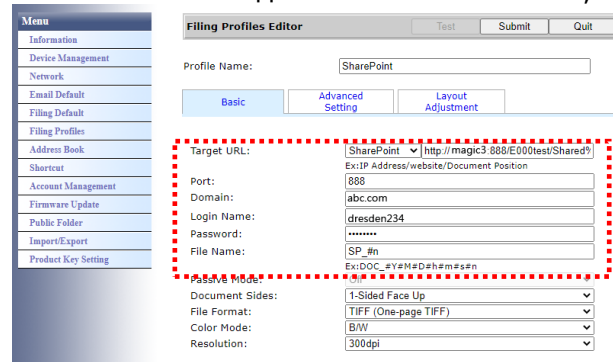 Menu
Information
Device Management
Network
Email Default
Filing Default
Filing Profiles
Address Book
Shortcut
Account Management
Firmware Update
Public Folder
Import/Export
Product Key Setting
Filing Profiles Editor Test Submit Quit
Profile Name: SharePoint
Basic Advanced Setting Layout Adjustment
Target URL: SharePoint http://magic3:888/E000test/Shared%
Ex:IP Address/website/Document Position
Port: 888
Domain: abc.com
Login Name: dresden234
Password: ••••••••
File Name: SP_#n
Ex:DOC_#Y#M#D#h#m#s#n
Passive Mode: Off
Document Sides: 1-Sided Face Up
File Format: TIFF (One-page TIFF)
Color Mode: B/W
Resolution: 300dpi